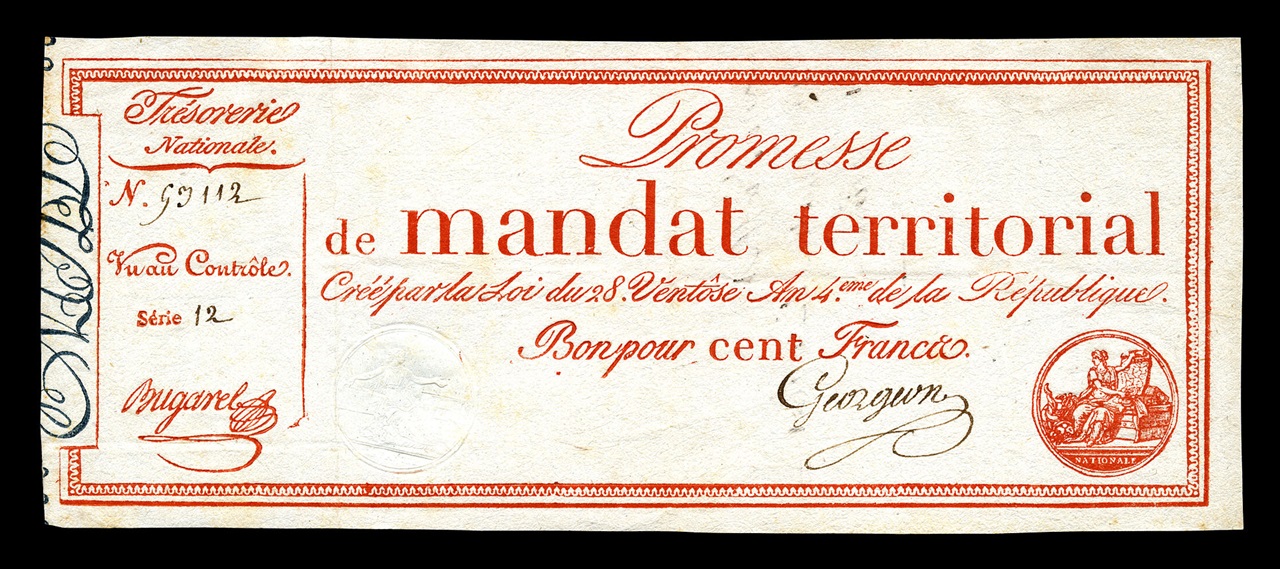 Trésorerie
Nationale.
N. 93112
Vu au Contrôle.
Série 12
Bugarel
Promesse
de mandat territorial
Créé par la Loi du 28. Ventôse An 4.eme de la République.
Bon pour cent Francs.
Georgeon
NATIONALE